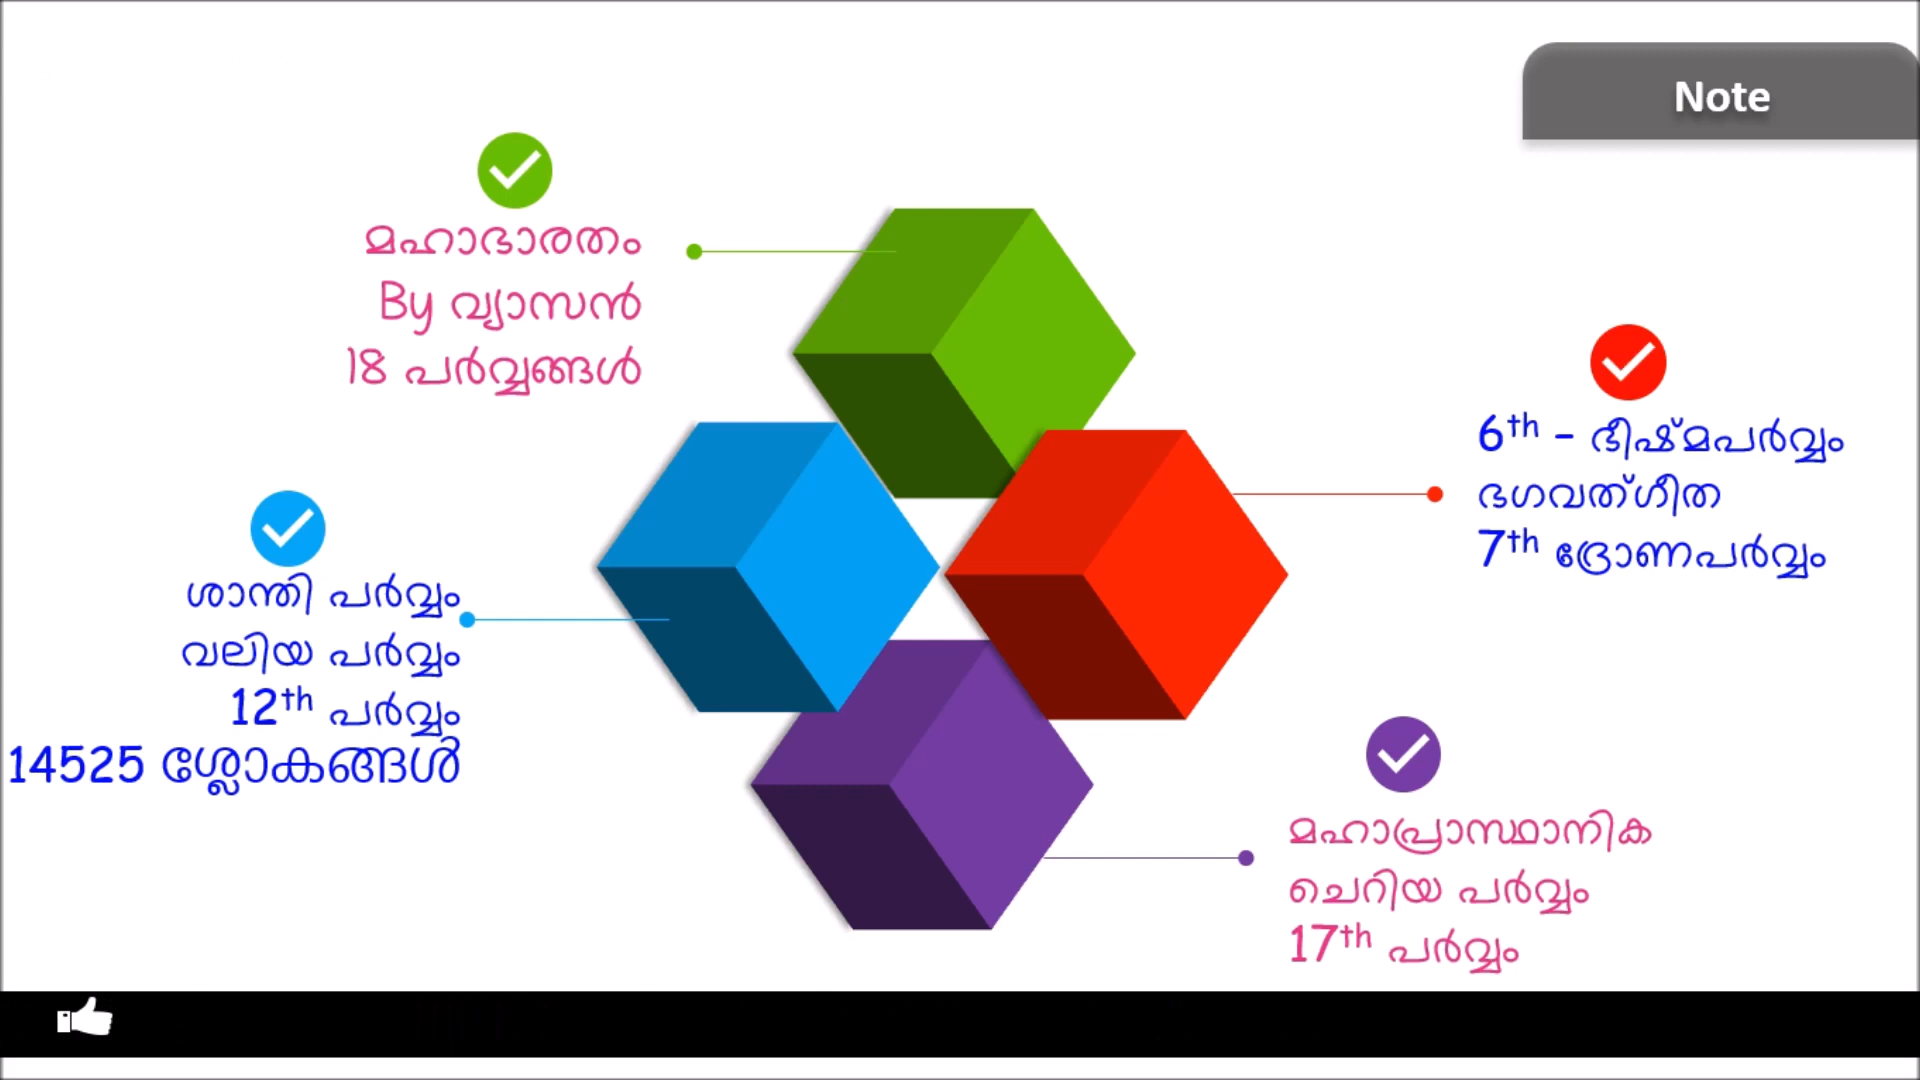 Note
മഹാഭാരതം
By വ്യാസൻ
18 പർവ്വങ്ങൾ
6th - ഭീഷ്മപർവ്വം
ഭഗവത്ഗീത
7th ദ്രോണപർവ്വം
ശാന്തി പർവ്വം
വലിയ പർവ്വം
12th പർവ്വം
14525 ശ്ലോകങ്ങൾ
മഹാപ്രാസ്ഥാനിക
ചെറിയ പർവ്വം
17th പർവ്വം